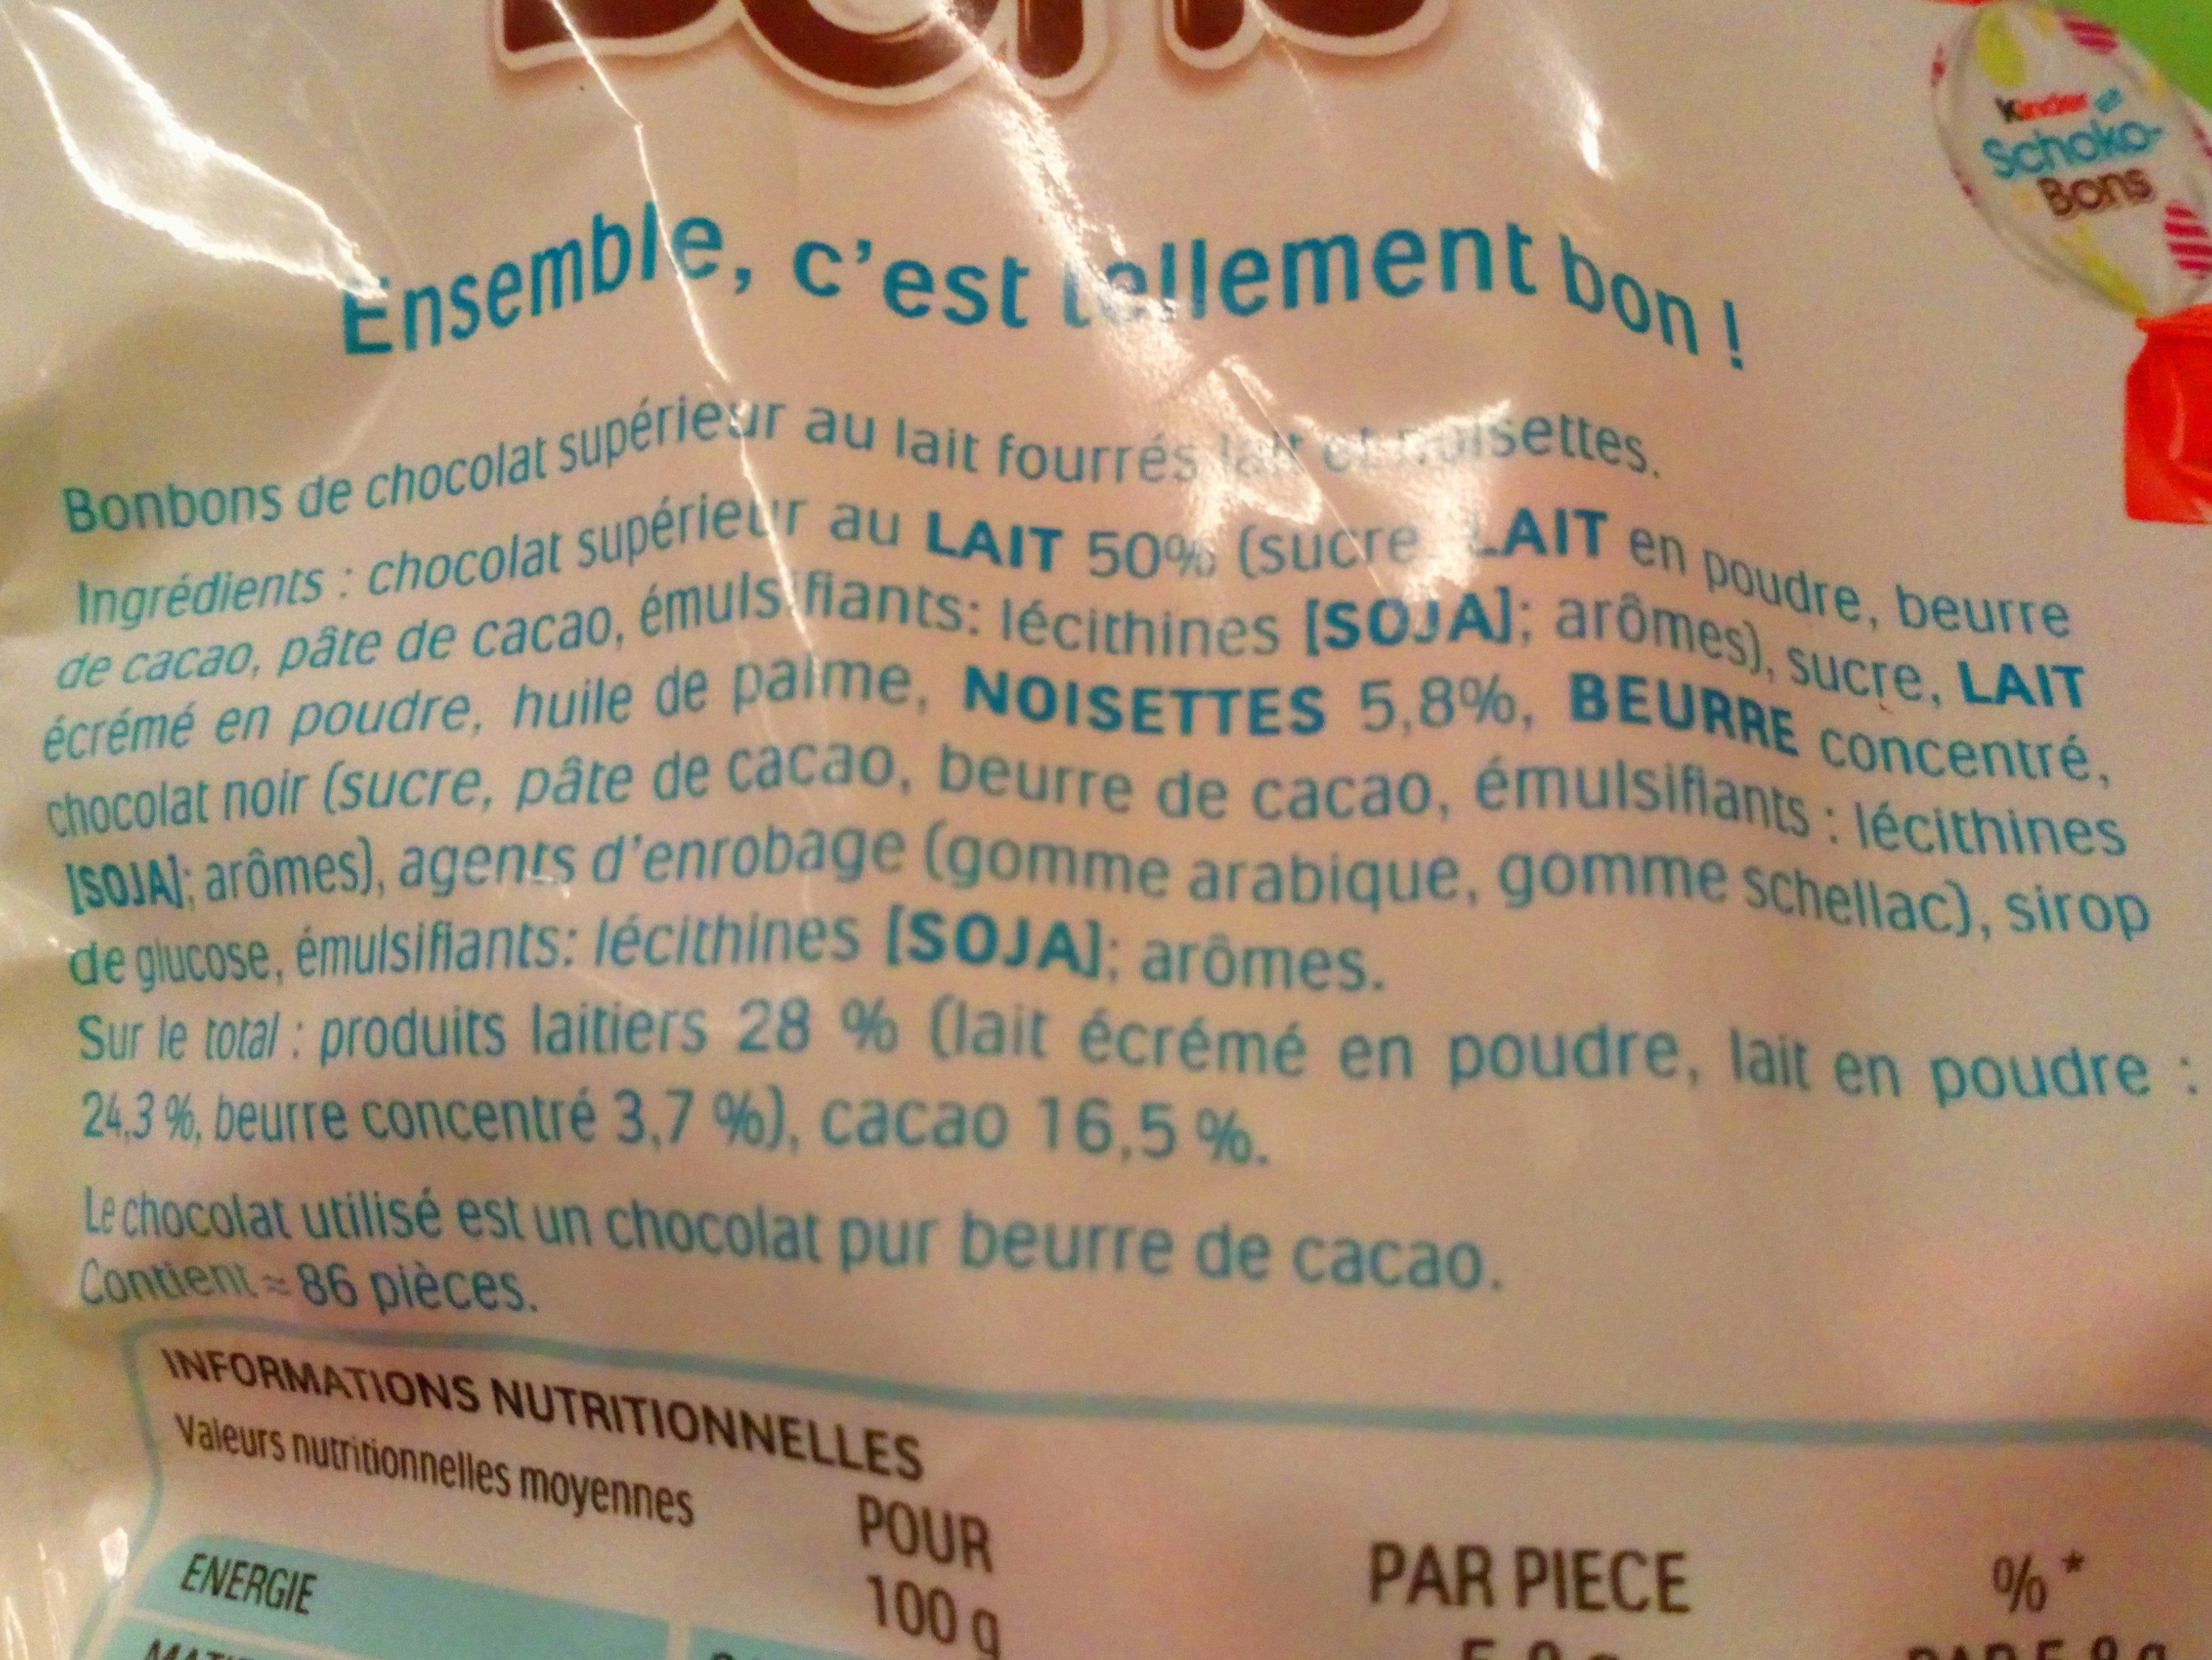 Kinder
Schoko-
Bons
Ensemble, c'est tellement bon !
Bonbons de chocolat supérieur au lait fourrés lait et noisettes.
Ingrédients : chocolat supérieur au LAIT 50% (sucre, LAIT en poudre, beurre
de cacao, pâte de cacao, émulsifiants: lécithines [SOJA]; arômes), sucre, LAIT
écrémé en poudre, huile de palme, NOISETTES 5,8%, BEURRE concentré,
chocolat noir (sucre, pâte de cacao, beurre de cacao, émulsifiants : lécithines
[SOJA]; arômes), agents d'enrobage (gomme arabique, gomme schellac), sirop
de glucose, émulsifiants: lécithines [SOJA]; arômes.
Sur le total : produits laitiers 28 % (lait écrémé en poudre, lait en poudre :
24,3 %, beurre concentré 3,7 %), cacao 16,5 %.
Le chocolat utilisé est un chocolat pur beurre de cacao.
Contient ≈ 86 pièces.
INFORMATIONS NUTRITIONNELLES
Valeurs nutritionnelles moyennes
POUR
100 g
PAR PIECE
%*
ENERGIE